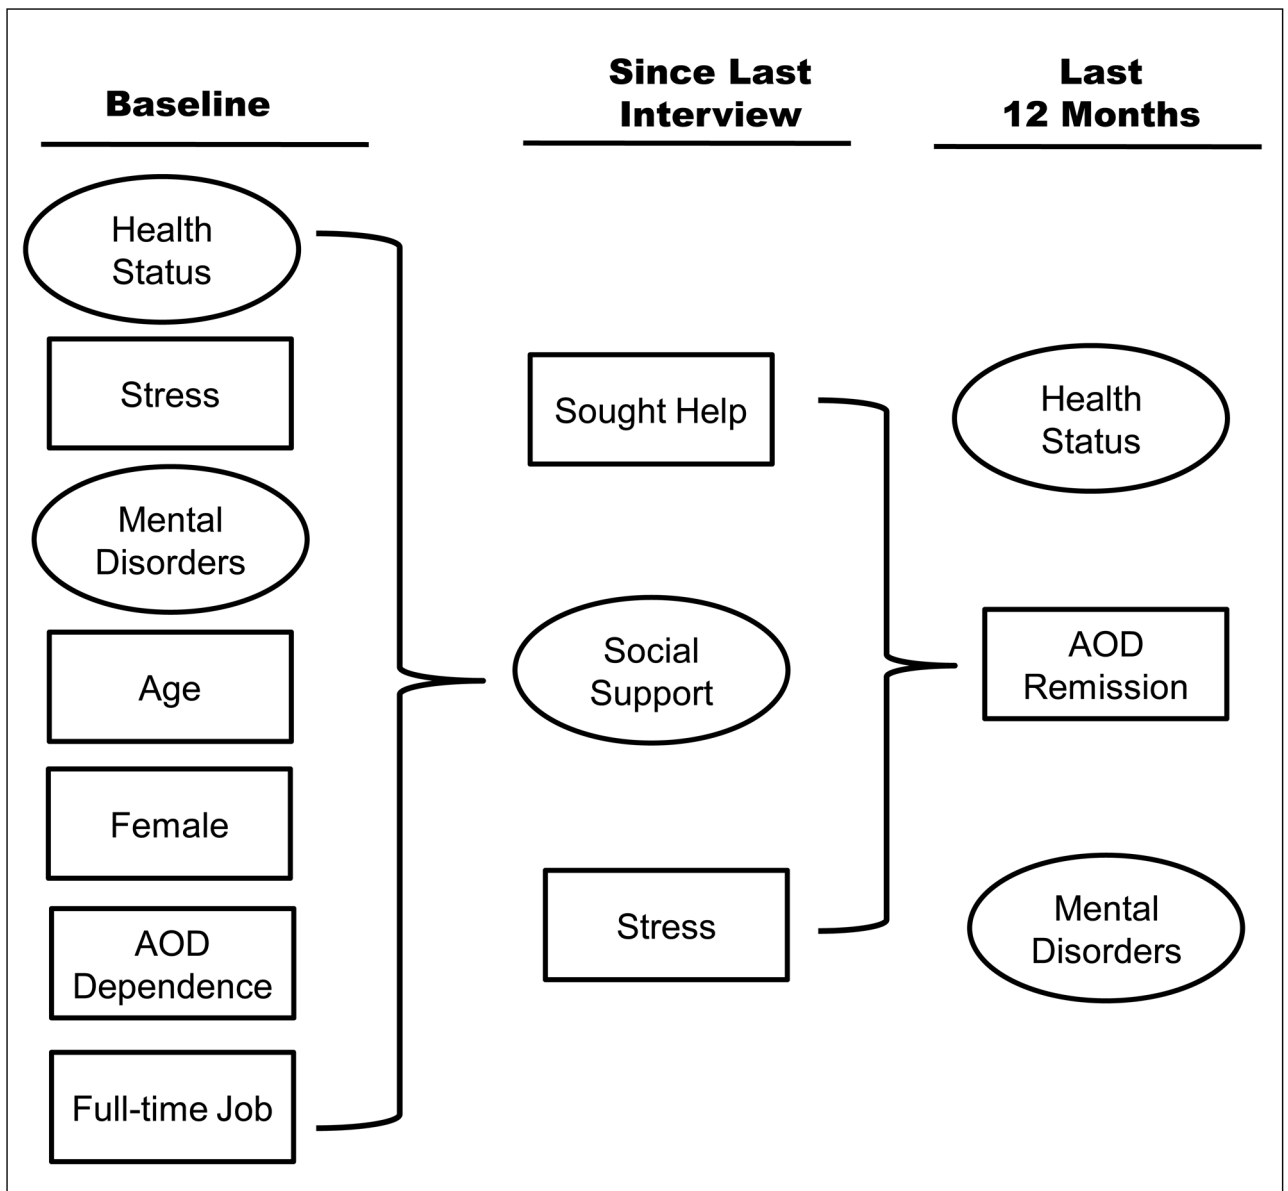 Baseline
Health
Status
Stress
Mental
Disorders
Age
Female
AOD
Dependence
Full-time Job
Since Last
Interview
Sought Help
Social
Support
Stress
Last
12 Months
Health
Status
AOD
Remission
Mental
Disorders